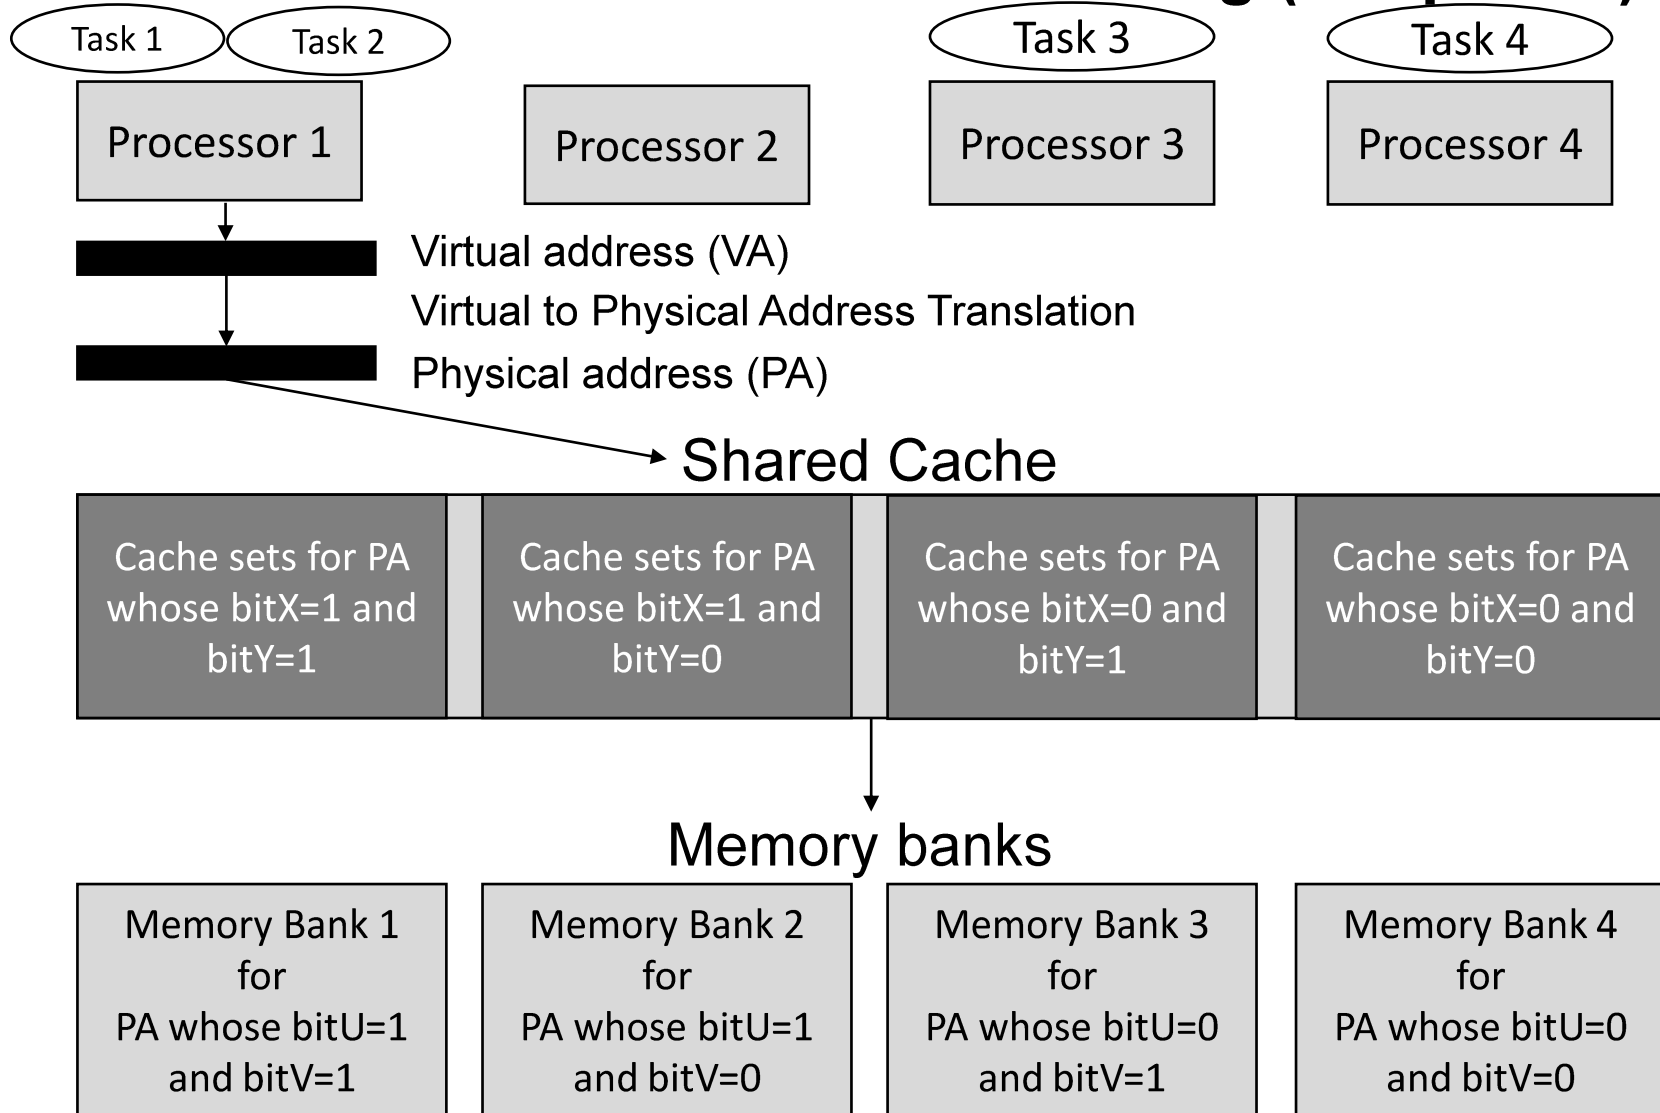 Task 1
Task 2
Task 3
Task 4
Processor 1
Processor 2
Processor 3
Processor 4
Virtual address (VA)
Virtual to Physical Address Translation
Physical address (PA)
Shared Cache
Cache sets for PA
whose bitX=1 and
bitY=1
Cache sets for PA
whose bitX=1 and
bitY=0
Cache sets for PA
whose bitX=0 and
bitY=1
Cache sets for PA
whose bitX=0 and
bitY=0
Memory banks
Memory Bank 1
for
PA whose bitU=1
and bitV=1
Memory Bank 2
for
PA whose bitU=1
and bitV=0
Memory Bank 3
for
PA whose bitU=0
and bitV=1
Memory Bank 4
for
PA whose bitU=0
and bitV=0